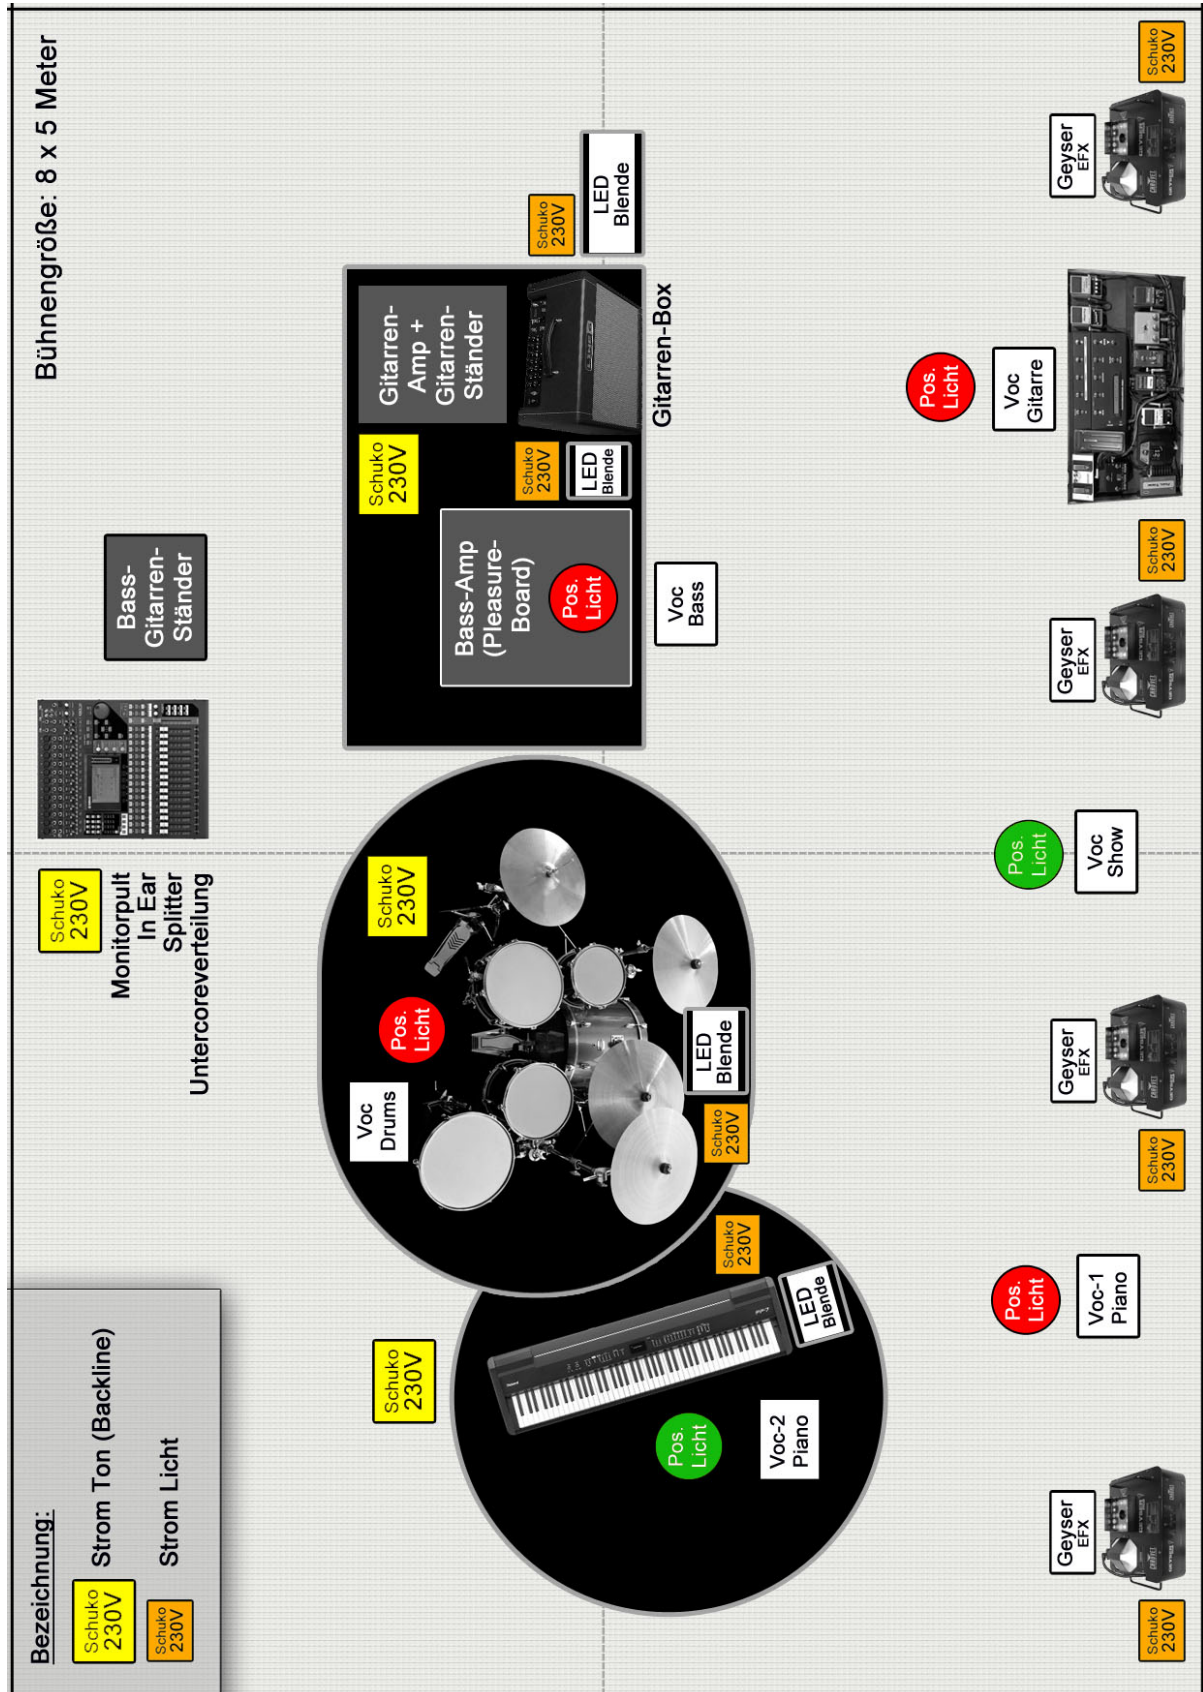 Bezeichnung:
Schuko
230V
Strom Ton (Backline)
Schuko
230V
Strom Licht
Bühnengröße: 8 x 5 Meter
Schuko
230V
Monitorpult
In Ear
Splitter
Untercoreverteilung
Bass-
Gitarren-
Ständer
Schuko
230V
Voc
Drums
Pos.
Licht
Schuko
230V
Schuko
230V
Gitarren-
Amp +
Gitarren-
Ständer
Bass-Amp
(Pleasure-
Board)
Pos.
Licht
Schuko
230V
LED
Blende
Schuko
230V
LED
Blende
Gitarren-Box
Voc
Bass
Schuko
230V
LED
Blende
Schuko
230V
LED
Blende
Pos.
Licht
Voc-2
Piano
Pos.
Licht
Voc-1
Piano
Pos.
Licht
Voc
Show
Pos.
Licht
Voc
Gitarre
Schuko
230V
Geyser
EFX
Schuko
230V
Geyser
EFX
Geyser
EFX
Schuko
230V
Geyser
EFX
Schuko
230V